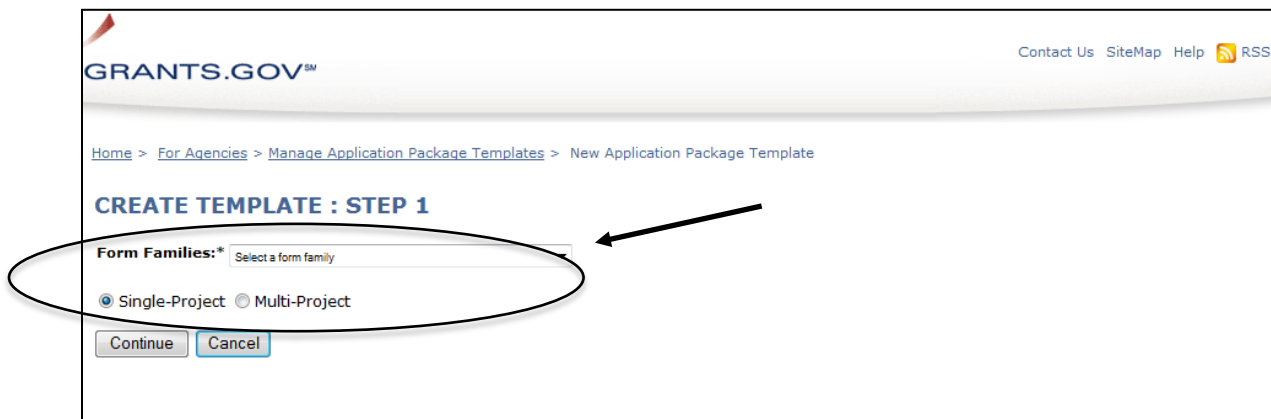 Contact Us SiteMap Help RSS
GRANTS.GOV℠
Home > For Agencies > Manage Application Package Templates > New Application Package Template
CREATE TEMPLATE : STEP 1
Form Families:* Select a form family
Single-Project Multi-Project
Continue Cancel